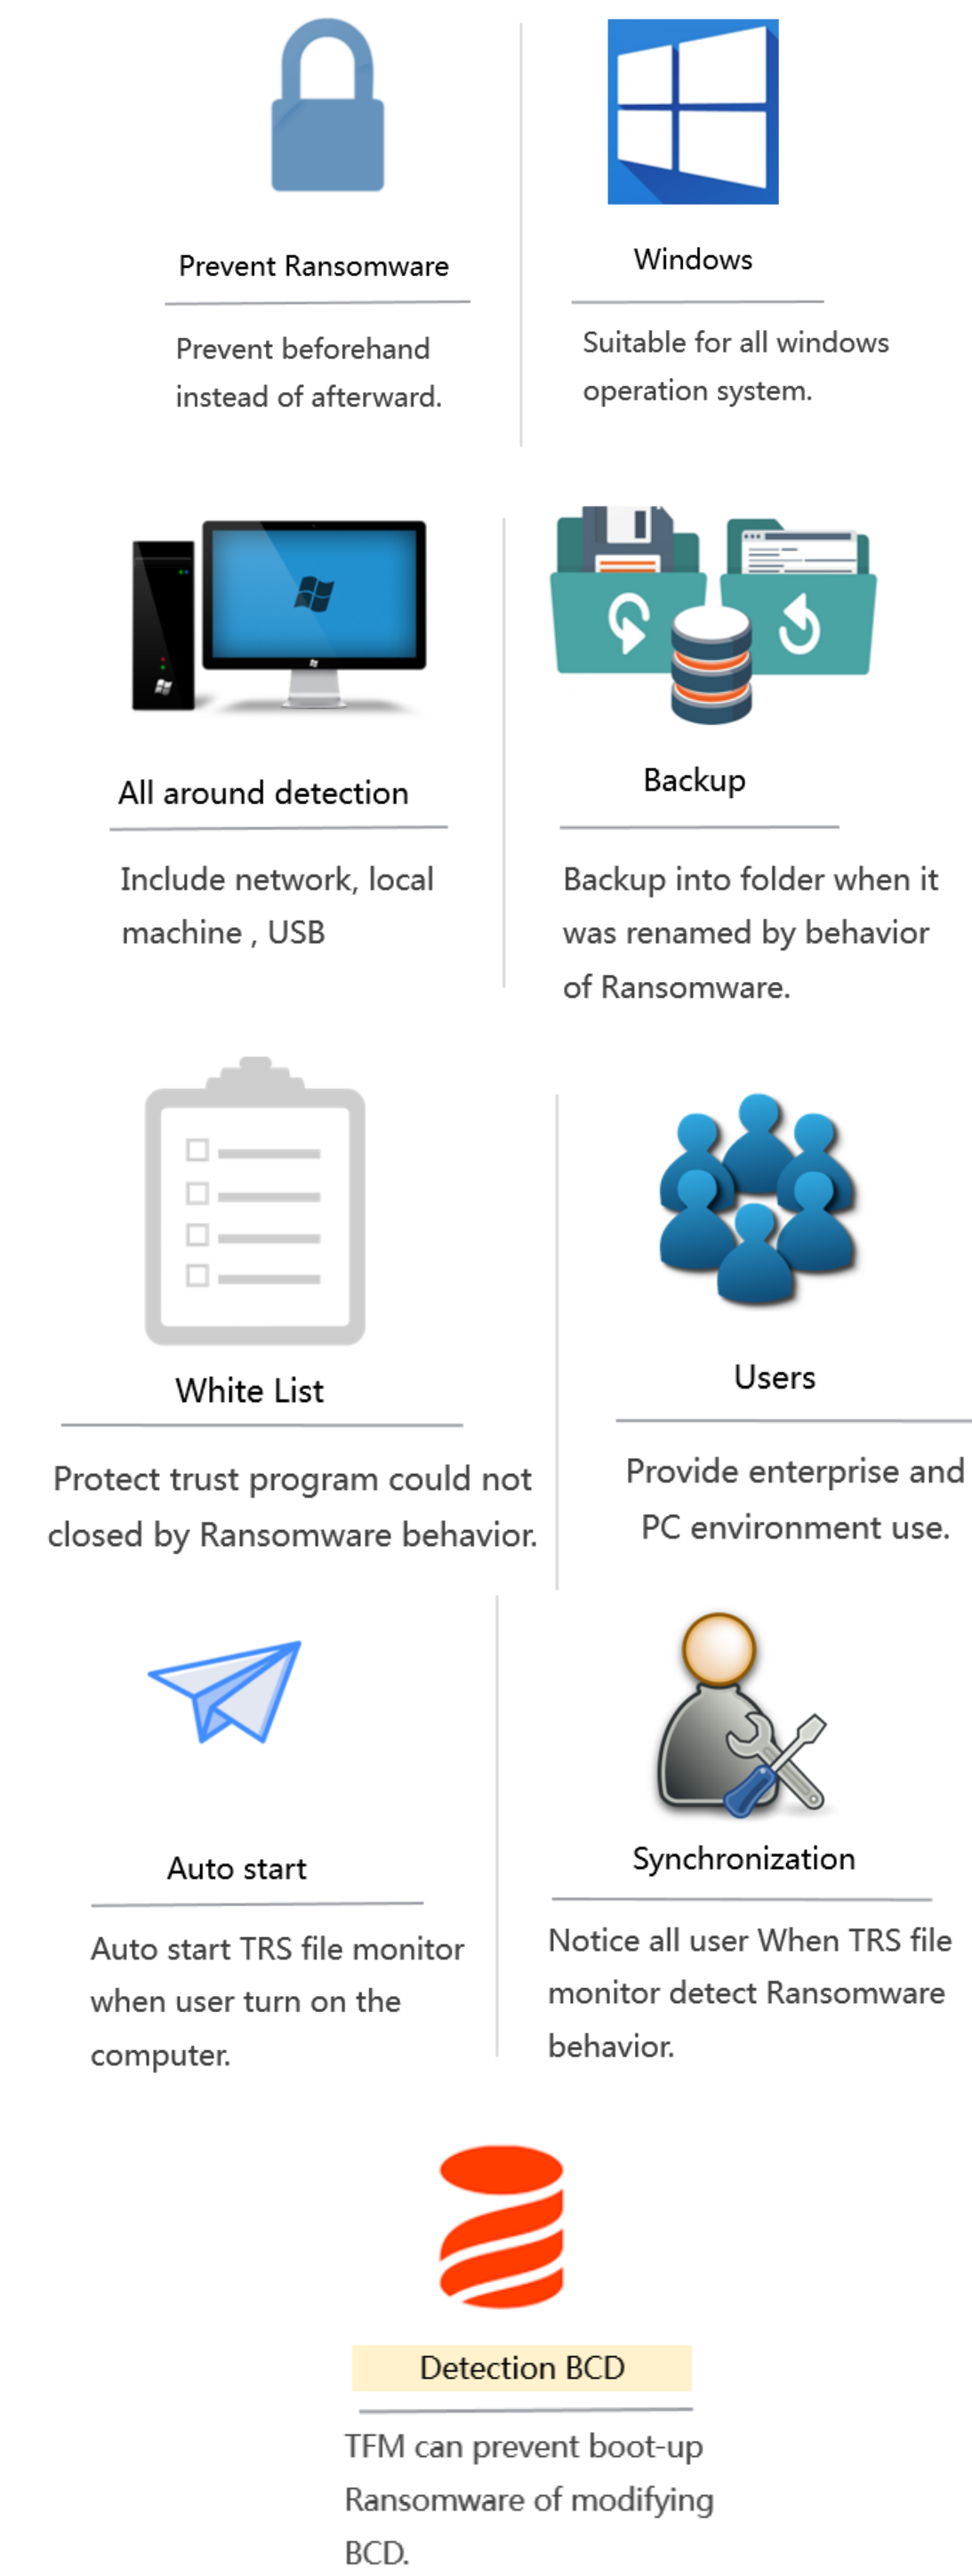 Prevent Ransomware
Prevent beforehand
instead of afterward.
Windows
Suitable for all windows
operation system.
All around detection
Include network, local
machine , USB
Backup
Backup into folder when it
was renamed by behavior
of Ransomware.
White List
Protect trust program could not
closed by Ransomware behavior.
Users
Provide enterprise and
PC environment use.
Auto start
Auto start TRS file monitor
when user turn on the
computer.
Synchronization
Notice all user When TRS file
monitor detect Ransomware
behavior.
Detection BCD
TFM can prevent boot-up
Ransomware of modifying
BCD.